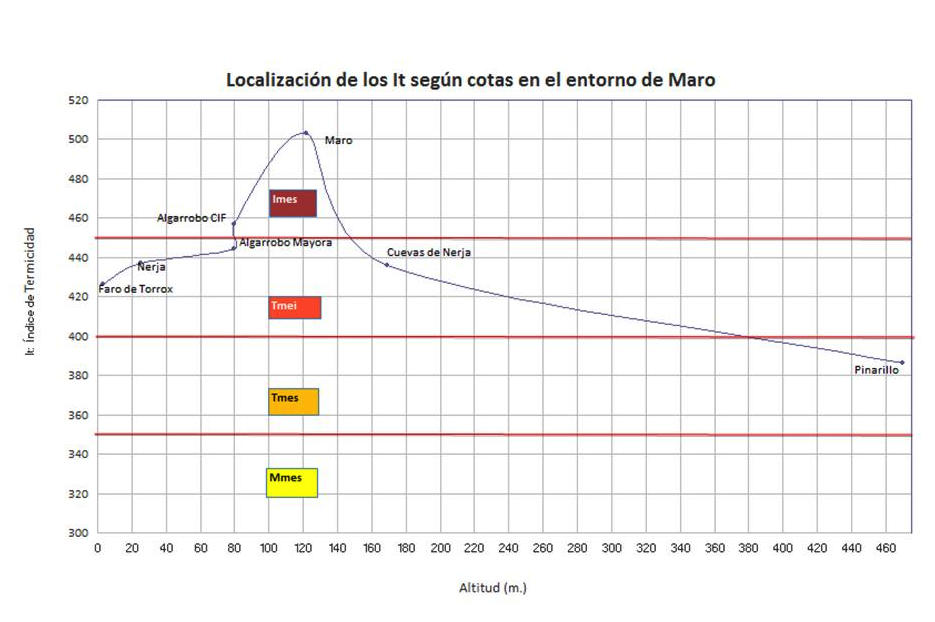 Localización de los It según cotas en el entorno de Maro
520
500
480
460
440
420
400
380
360
340
320
300
It: Índice de Termicidad
Maro
Imes
Algarrobo CIF
Algarrobo Mayora
Cuevas de Nerja
Nerja
Faro de Torrox
Tmei
Pinarillo
Tmes
Mmes
0 20 40 60 80 100 120 140 160 180 200 220 240 260 280 300 320 340 360 380 400 420 440 460
Altitud (m.)